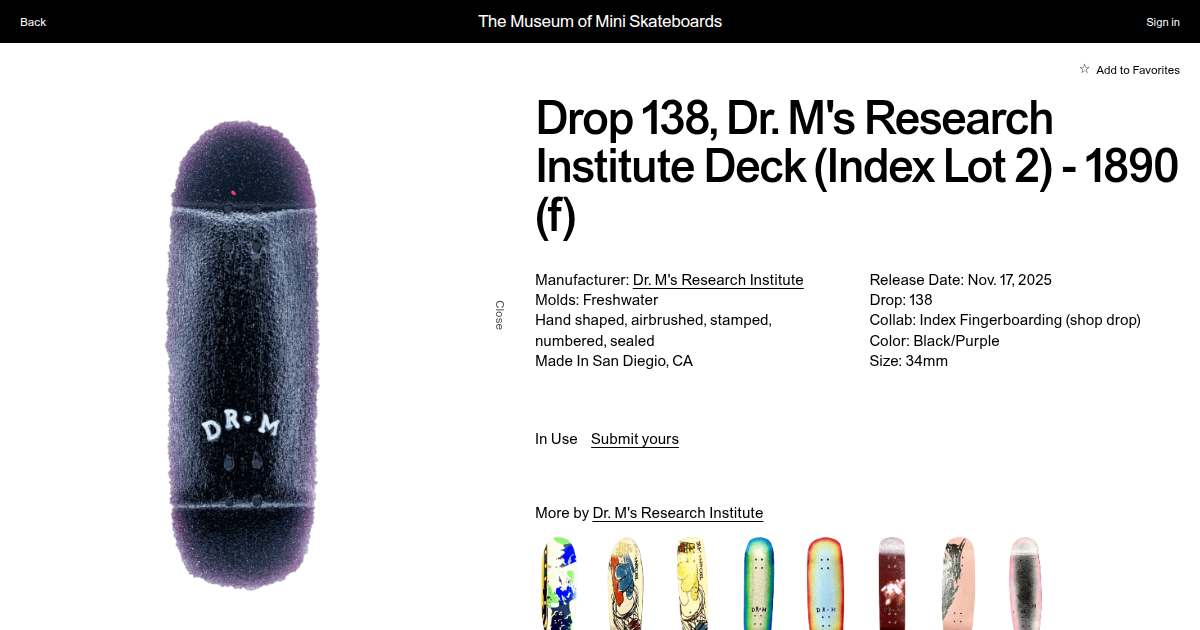 Back
The Museum of Mini Skateboards
Sign in
☆ Add to Favorites
Drop 138, Dr. M's Research
Institute Deck (Index Lot 2) - 1890
(f)
Manufacturer: Dr. M's Research Institute
Molds: Freshwater
Hand shaped, airbrushed, stamped,
numbered, sealed
Made In San Diegio, CA
Release Date: Nov. 17, 2025
Drop: 138
Collab: Index Fingerboarding (shop drop)
Color: Black/Purple
Size: 34mm
Close
DR • M
In Use Submit yours
More by Dr. M's Research Institute
DR•M
DR•M